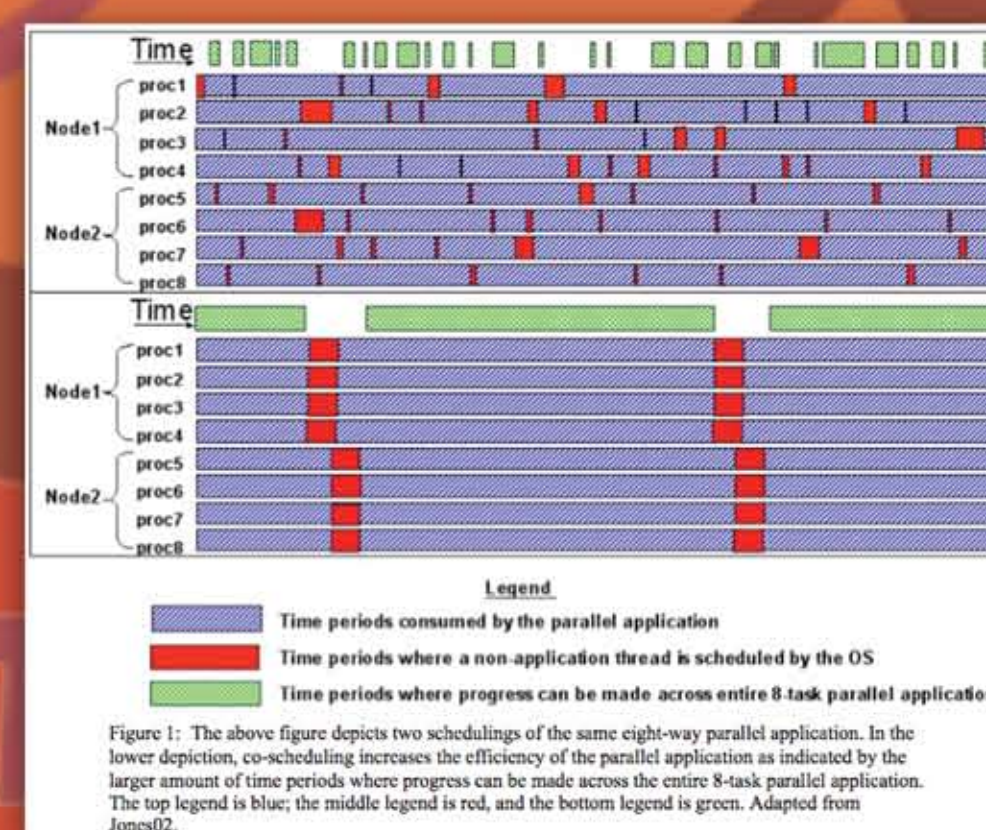 Time
proc1
proc2
Node1
proc3
proc4
proc5
proc6
Node2
proc7
proc8
Time
proc1
proc2
Node1
proc3
proc4
proc5
proc6
Node2
proc7
proc8
Legend
Time periods consumed by the parallel application
Time periods where a non-application thread is scheduled by the OS
Time periods where progress can be made across entire 8-task parallel applicatio
Figure 1: The above figure depicts two schedulings of the same eight-way parallel application. In the
lower depiction, co-scheduling increases the efficiency of the parallel application as indicated by the
larger amount of time periods where progress can be made across the entire 8-task parallel application.
The top legend is blue; the middle legend is red, and the bottom legend is green. Adapted from
Jones02.